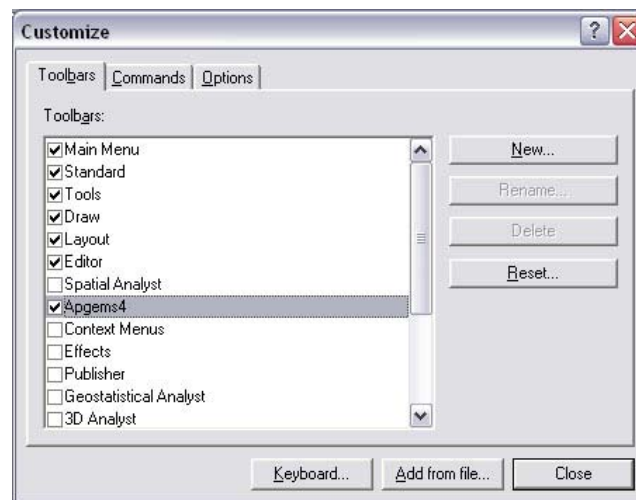 Customize
Toolbars Commands Options
Toolbars:
Main Menu
Standard
Tools
Draw
Layout
Editor
Spatial Analyst
Apgems4
Context Menus
Effects
Publisher
Geostatistical Analyst
3D Analyst
New...
Rename...
Delete
Reset...
Keyboard... Add from file... Close